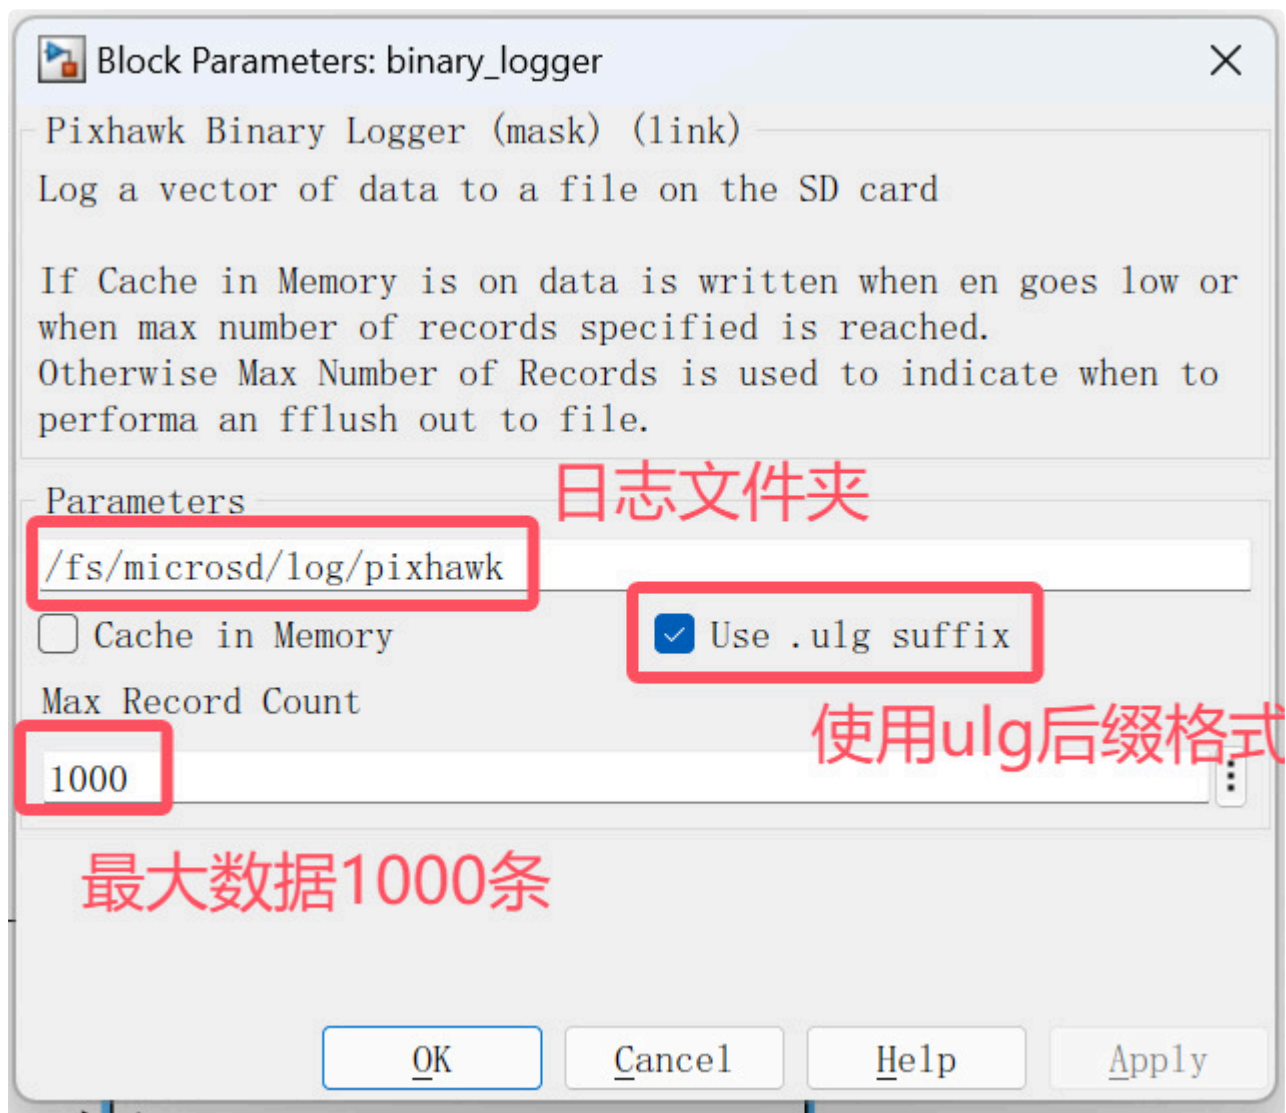 Block Parameters: binary_logger
Pixhawk Binary Logger (mask) (link)
Log a vector of data to a file on the SD card
If Cache in Memory is on data is written when en goes low or
when max number of records specified is reached.
Otherwise Max Number of Records is used to indicate when to
performa an fflush out to file.
日志文件夹
Parameters
/fs/microsd/log/pixhawk
Cache in Memory
Use .ulg suffix
Max Record Count
使用ulg后缀格式
1000
最大数据1000条
OK
Cancel
Help
Apply